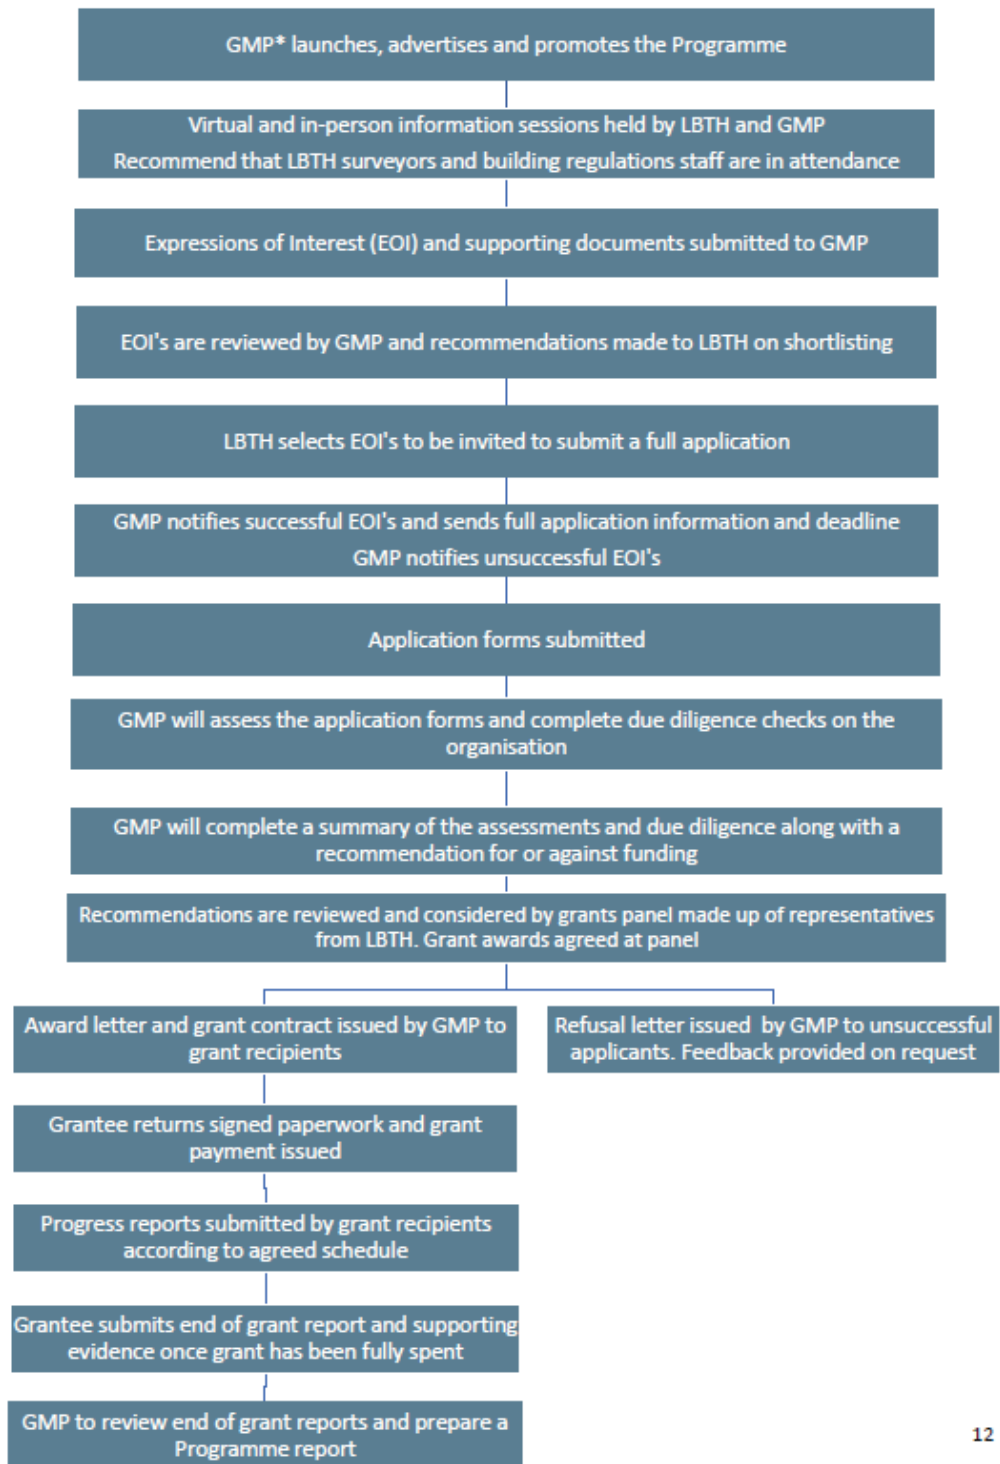 GMP* launches, advertises and promotes the Programme
Virtual and in-person information sessions held by LBTH and GMP
Recommend that LBTH surveyors and building regulations staff are in attendance
Expressions of Interest (EOI) and supporting documents submitted to GMP
EOI's are reviewed by GMP and recommendations made to LBTH on shortlisting
LBTH selects EOI's to be invited to submit a full application
GMP notifies successful EOI's and sends full application information and deadline
GMP notifies unsuccessful EOI's
Application forms submitted
GMP will assess the application forms and complete due diligence checks on the
organisation
GMP will complete a summary of the assessments and due diligence along with a
recommendation for or against funding
Recommendations are reviewed and considered by grants panel made up of representatives
from LBTH. Grant awards agreed at panel
Award letter and grant contract issued by GMP to
grant recipients
Refusal letter issued by GMP to unsuccessful
applicants. Feedback provided on request
Grantee returns signed paperwork and grant
payment issued
Progress reports submitted by grant recipients
according to agreed schedule
Grantee submits end of grant report and supporting
evidence once grant has been fully spent
GMP to review end of grant reports and prepare a
Programme report
12